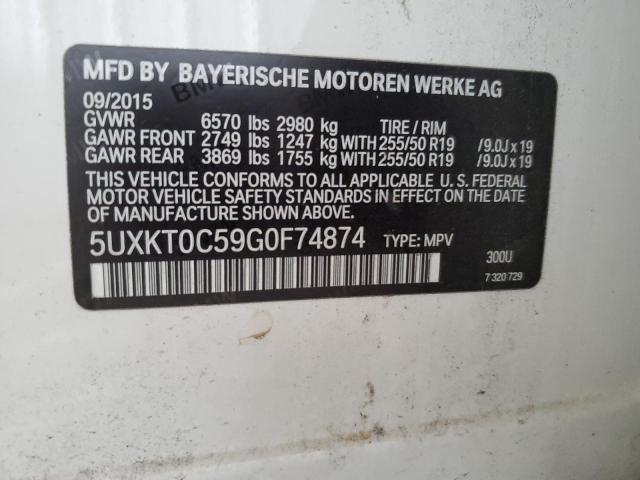 MFD BY BAYERISCHE MOTOREN WERKE AG
09/2015
GVWR 6570 lbs 2980 kg TIRE / RIM
GAWR FRONT 2749 lbs 1247 kg WITH 255/50 R19 / 9.0J x 19
GAWR REAR 3869 lbs 1755 kg WITH 255/50 R19 / 9.0J x 19
THIS VEHICLE CONFORMS TO ALL APPLICABLE U. S. FEDERAL
MOTOR VEHICLE SAFETY STANDARDS IN EFFECT ON THE DATE
OF MANUFACTURE SHOWN ABOVE.
5UXKT0C59G0F74874 TYPE: MPV 300U
7 320 729